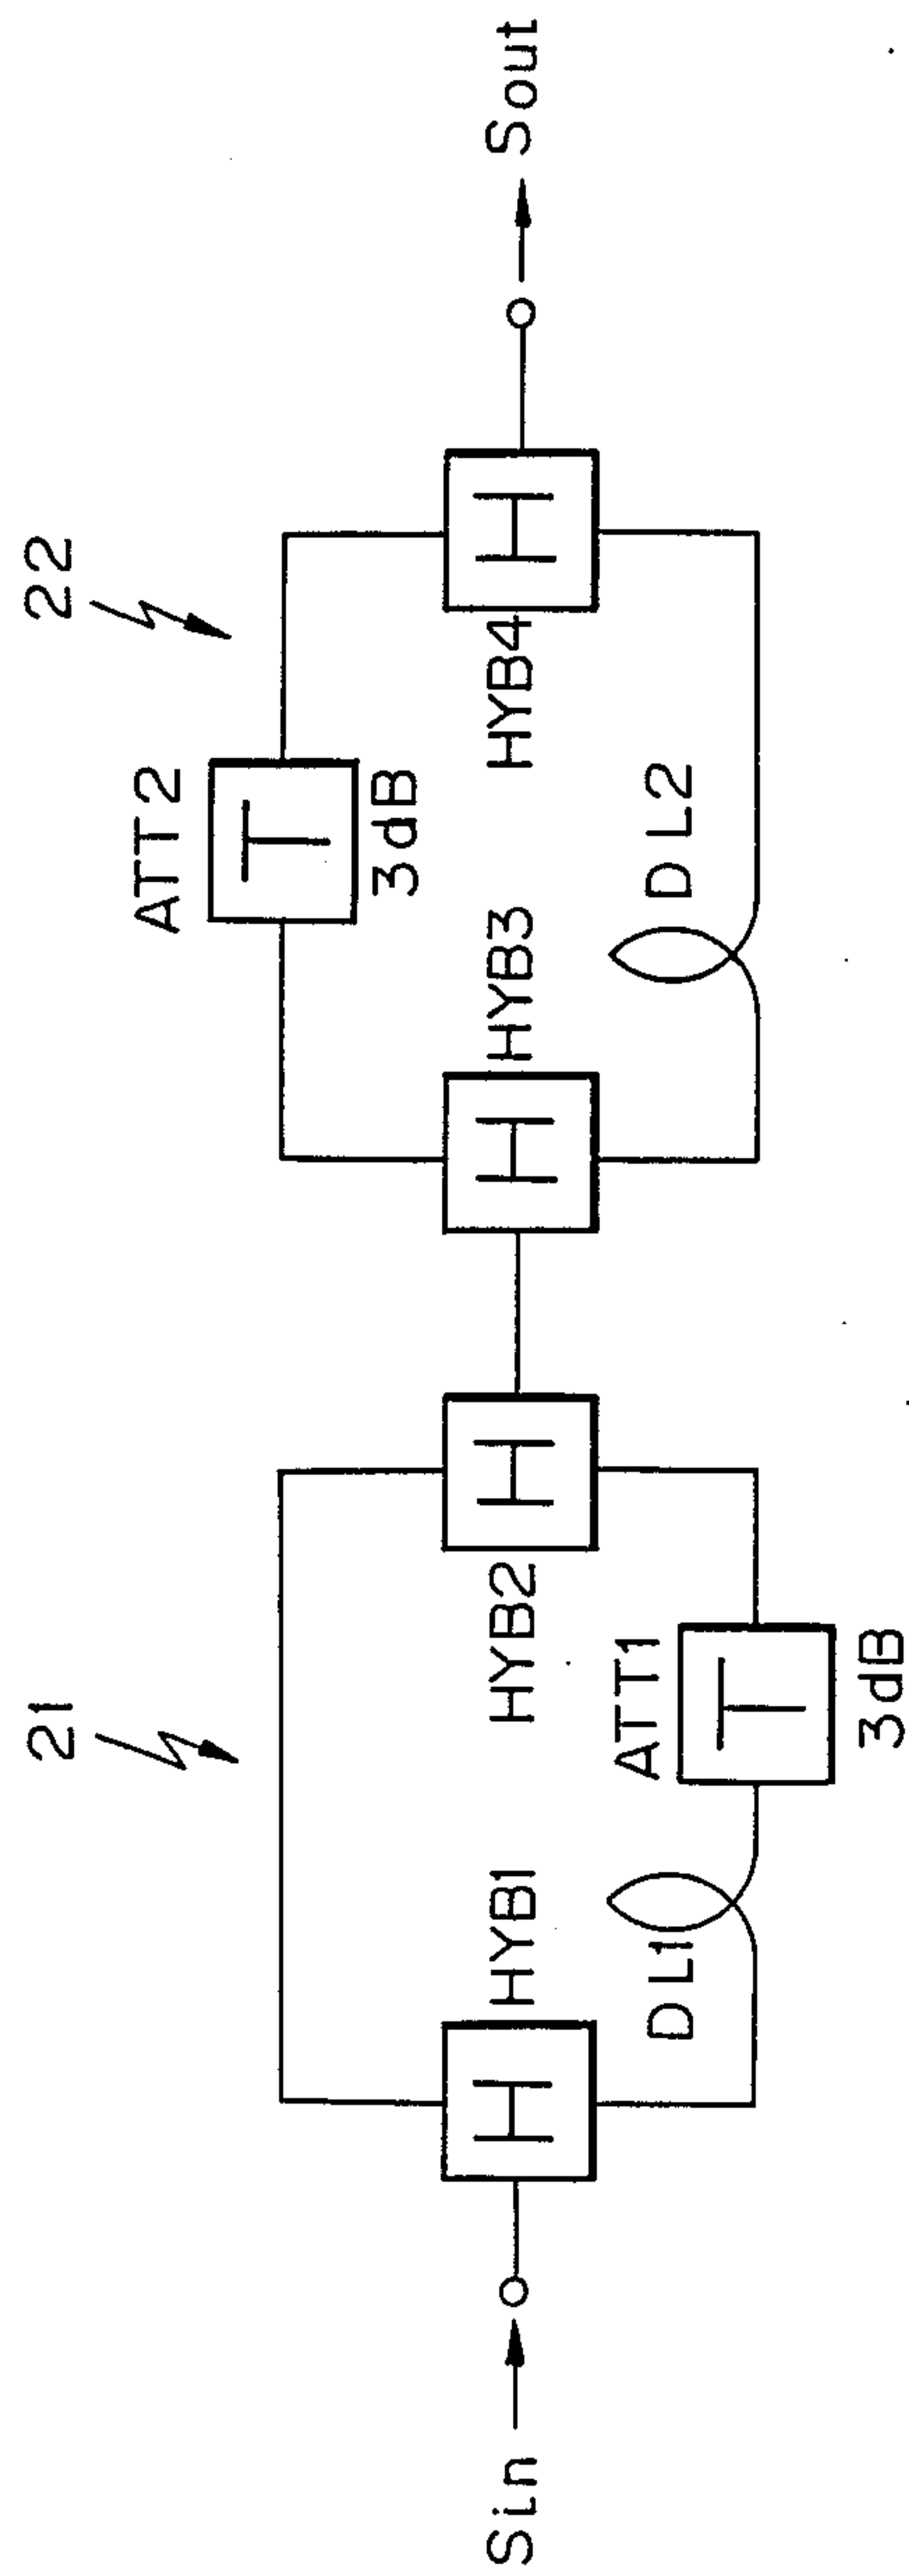 21
22
ATT2
T
3dB
Sin
H
HYB1
HYB2
H
H
HYB3
HYB4
H
Sout
DL1
ATT1
T
3dB
DL2